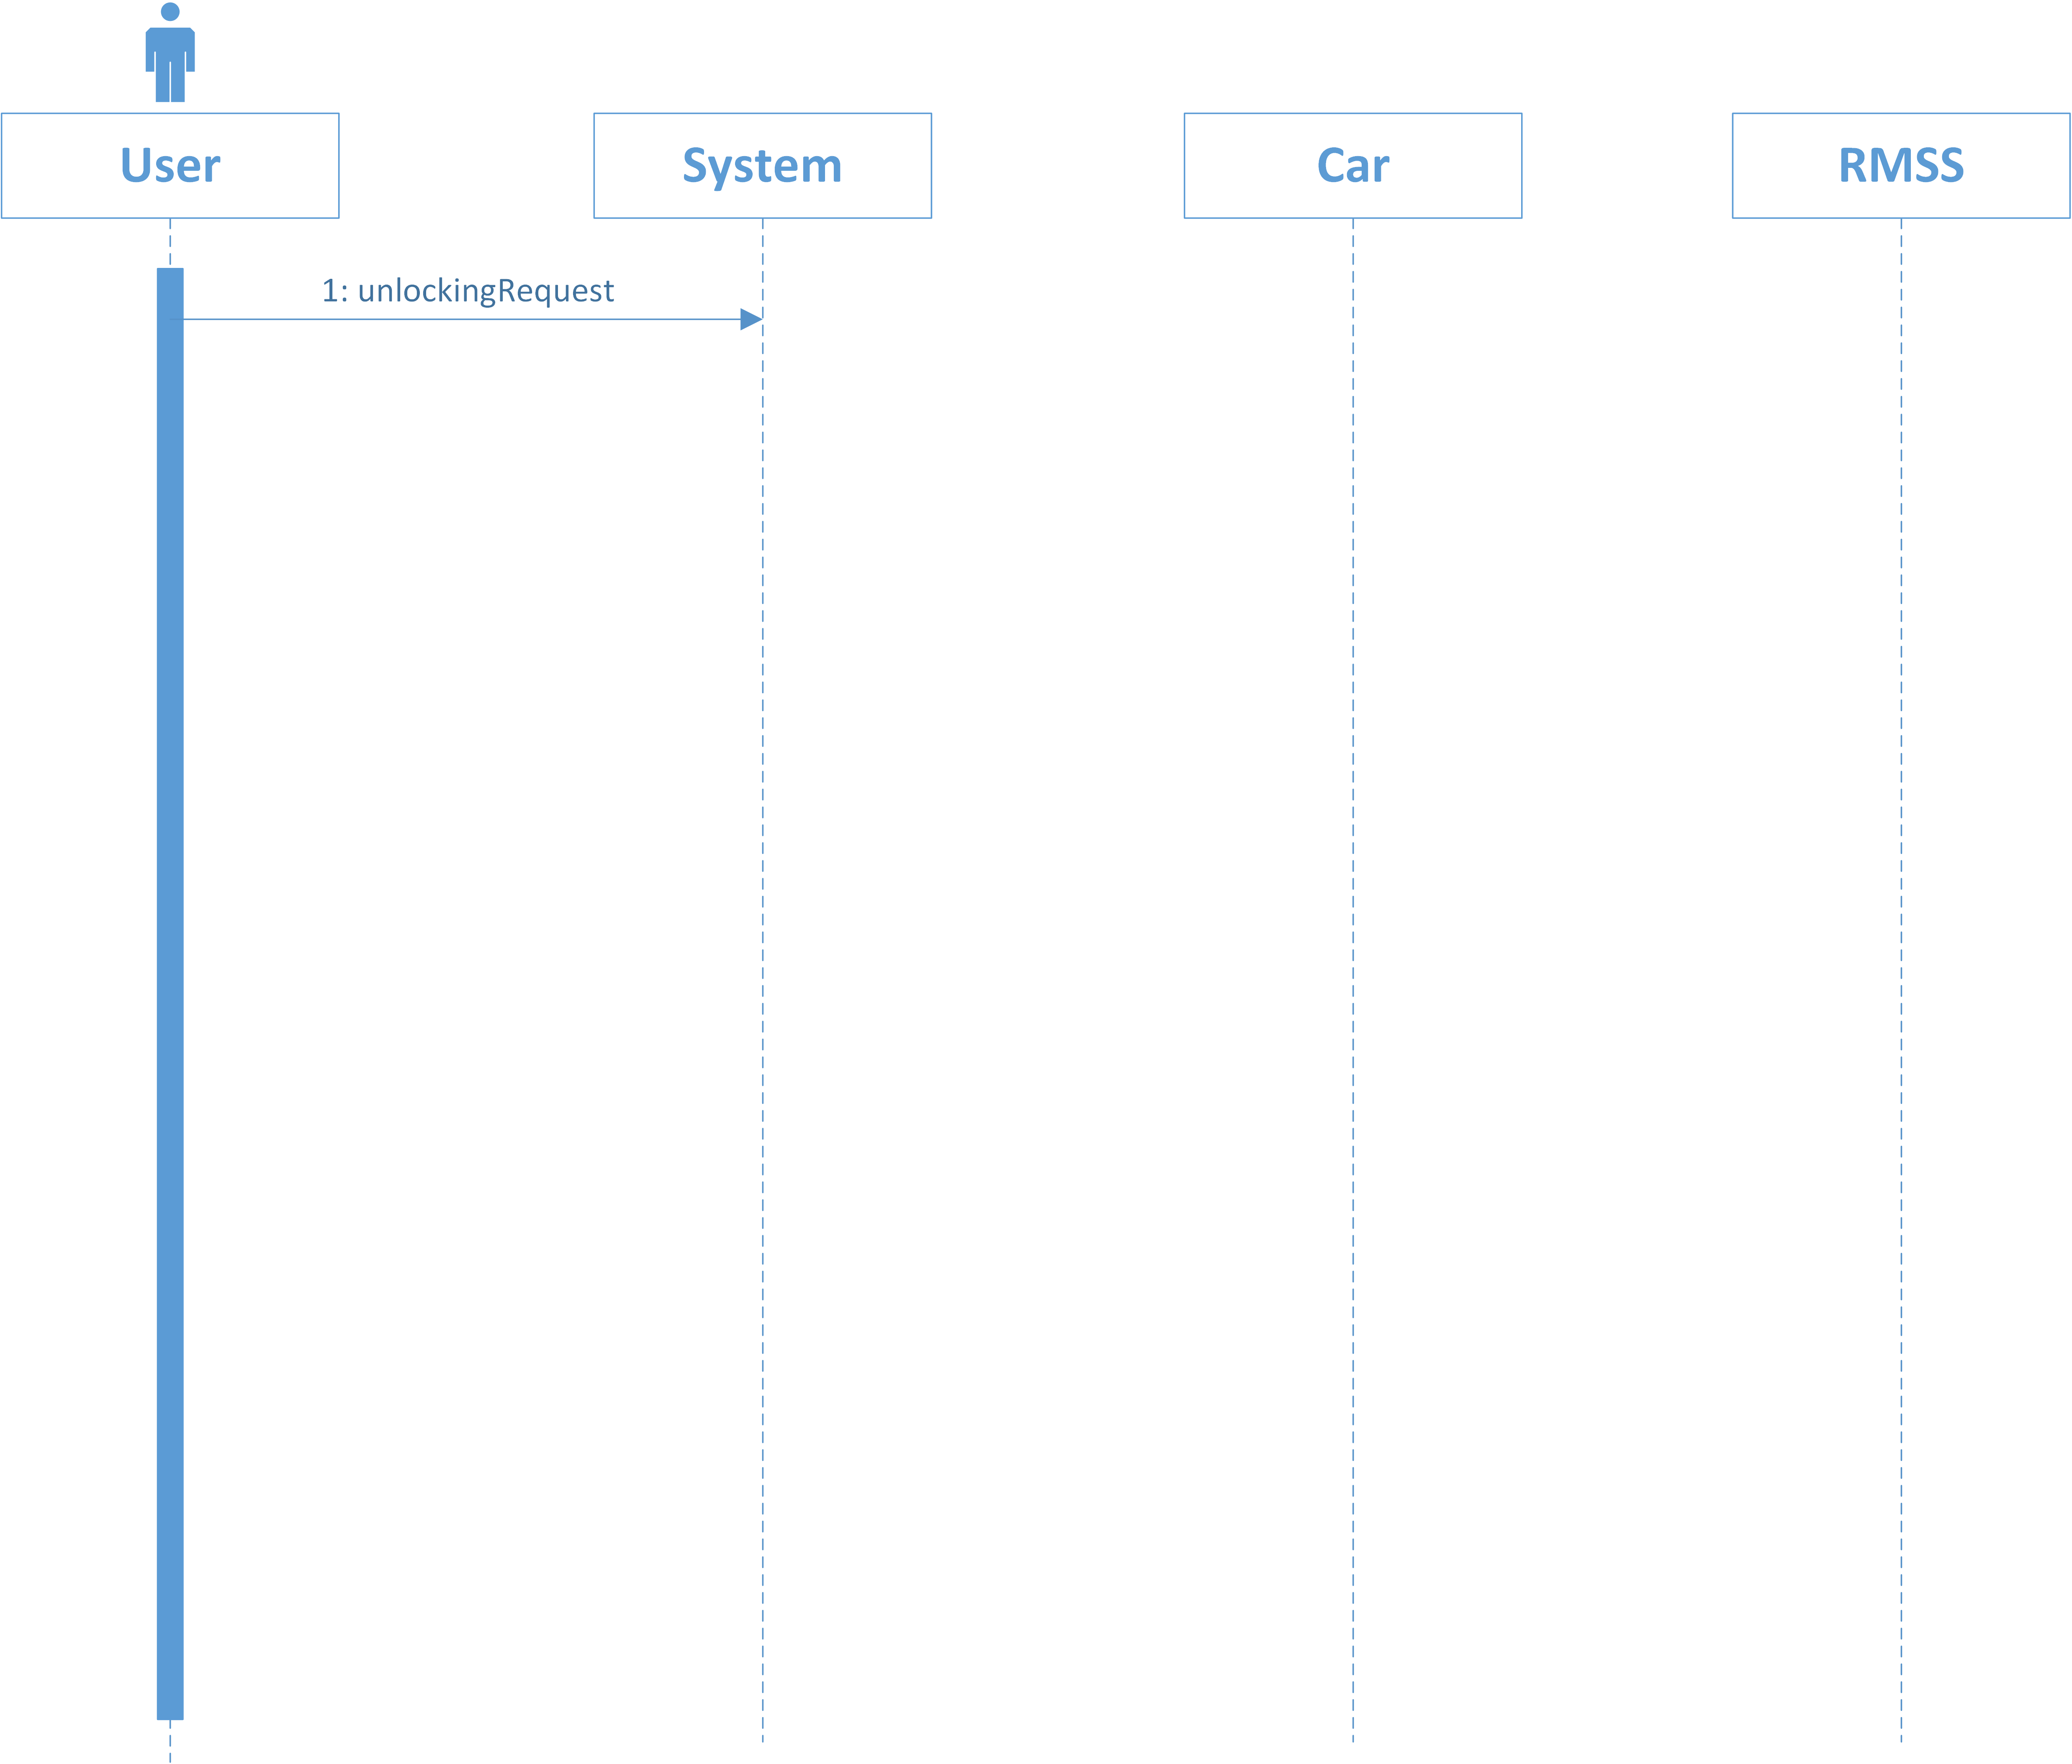 User
System
Car
RMSS
1: unlockingRequest